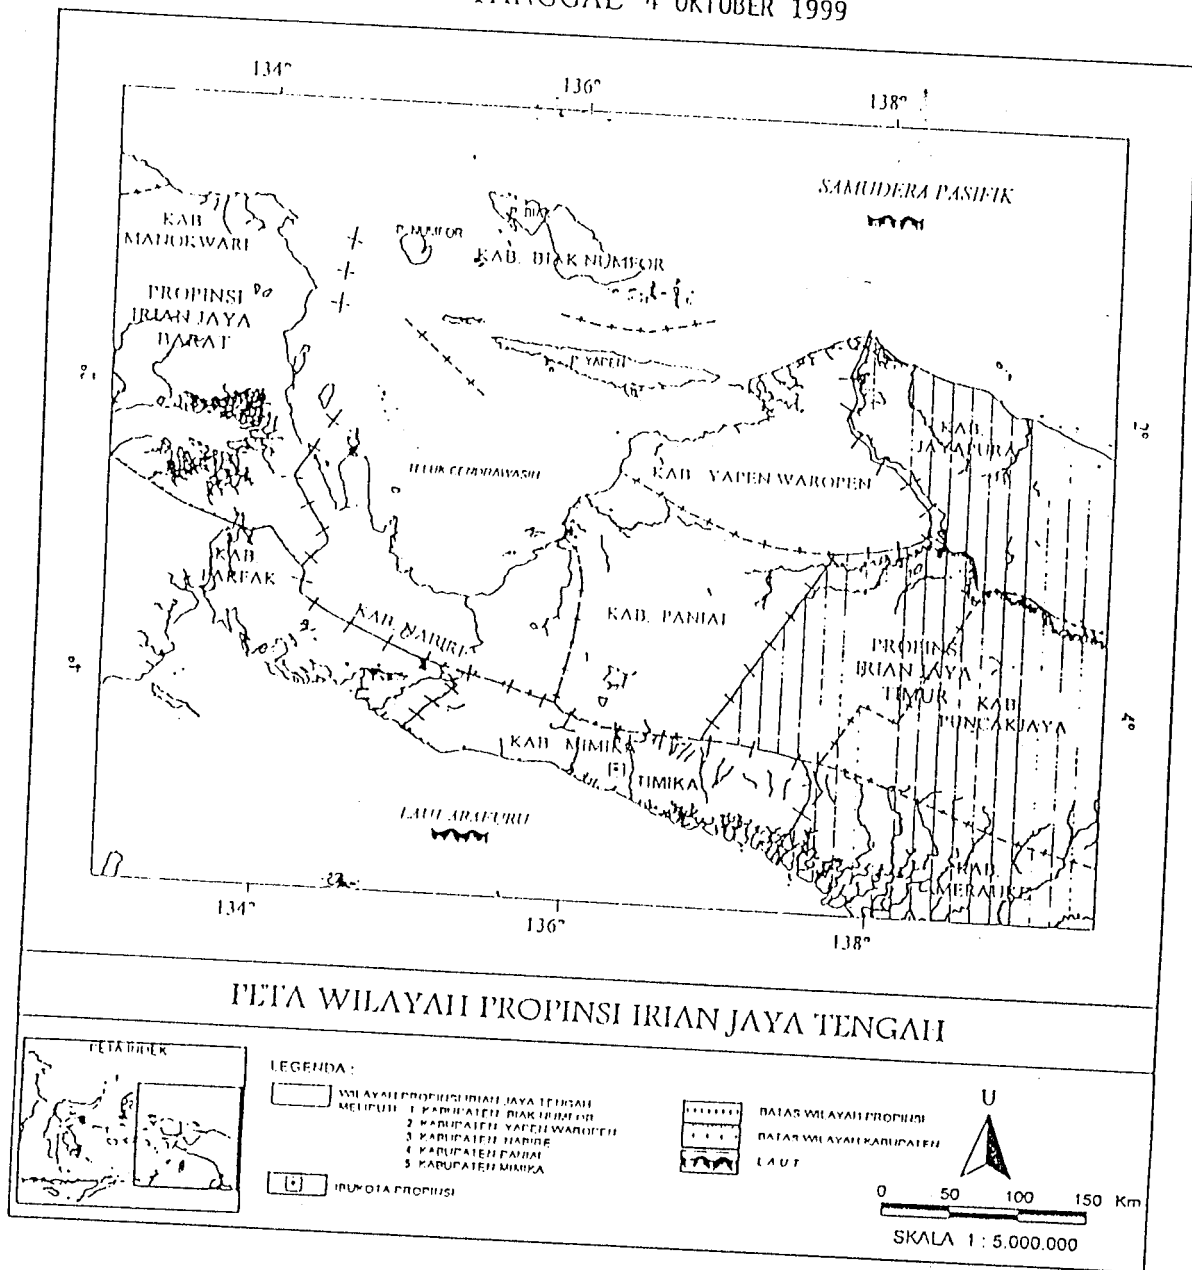 TANGGAL 4 OKTOBER 1999
134°
136°
138°
SAMUDERA PASIFIK
KAB
MANOKWARI
P. NUMFOR
KAB. BIAK NUMFOR
PROPINSI
IRIAN JAYA
BARAT
P. YAPEN
KAB.
JAYAPURA
2°
TELUK CENDRAWASIH
KAB. YAPEN WAROPEN
KAB.
FAKFAK
KAB. NABIRE
KAB. PANIAI
PROPINSI
IRIAN JAYA
TIMUR
KAB
PUNCAKJAYA
4°
4°
KAB. MIMIKA
TIMIKA
LAUT ARAFURU
KAB.
MERAUKE
134°
136°
138°
PETA WILAYAH PROPINSI IRIAN JAYA TENGAH
PETA INDEK
LEGENDA :
WILAYAH PROPINSI IRIAN JAYA TENGAH
MELIPUTI 1. KABUPATEN BIAK NUMFOR
2 KABUPATEN YAPEN WAROPEN
3 KABUPATEN NABIRE
4 KABUPATEN PANIAI
5 KABUPATEN MIMIKA
IBUKOTA PROPINSI
BATAS WILAYAH PROPINSI
BATAS WILAYAH KABUPATEN
LAUT
U
0 50 100 150 Km
SKALA 1 : 5.000.000